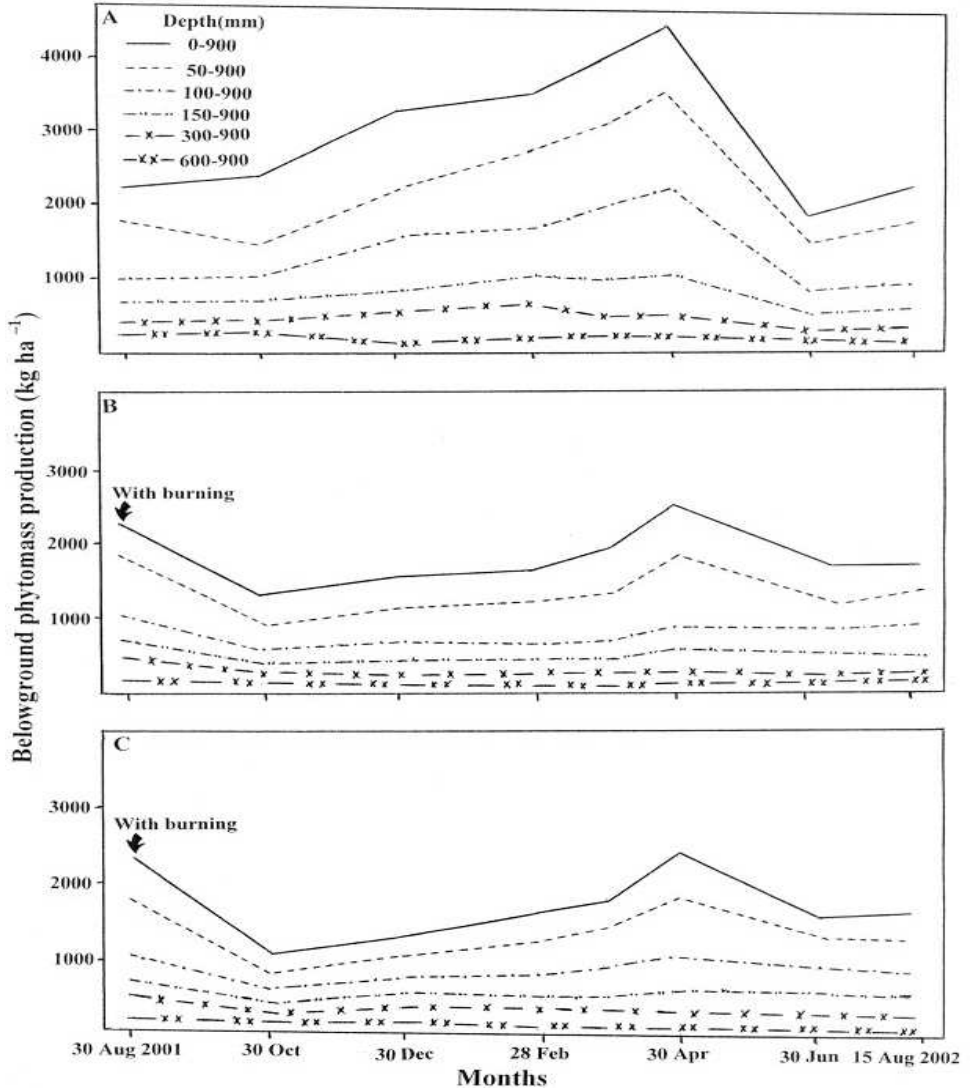 A
Depth(mm)
0-900
50-900
100-900
150-900
300-900
600-900
4000
3000
2000
1000
B
With burning
3000
2000
1000
C
With burning
3000
2000
1000
Belowground phytomass production (kg ha ⁻¹)
30 Aug 2001 30 Oct 30 Dec 28 Feb 30 Apr 30 Jun 15 Aug 2002
Months